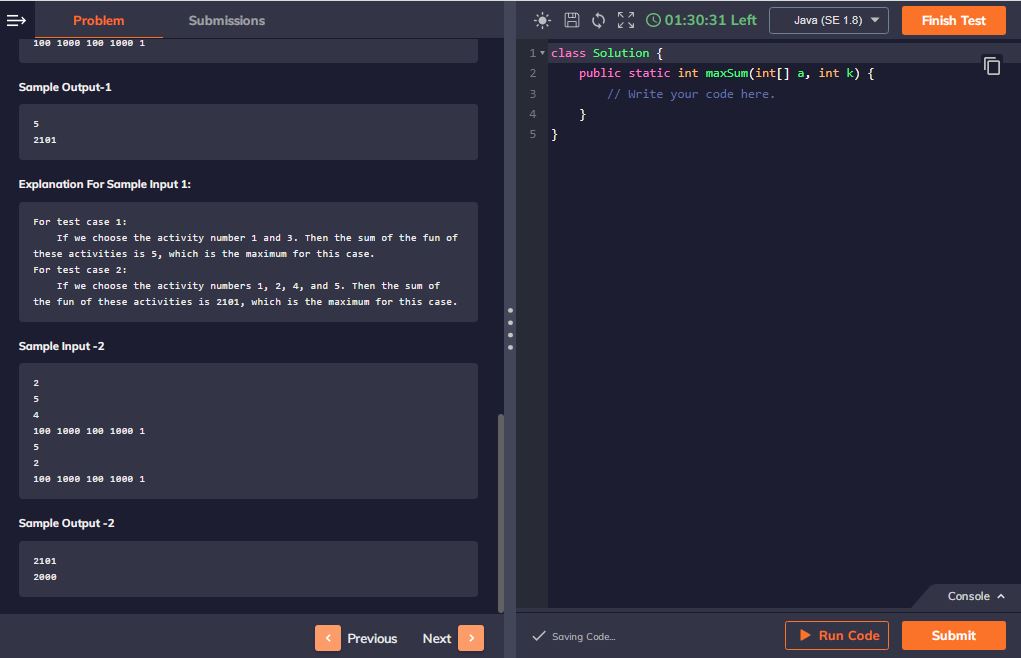 Problem
Submissions
100 1000 100 1000 1
Sample Output-1
5
2101
Explanation For Sample Input 1:
For test case 1:
If we choose the activity number 1 and 3. Then the sum of the fun of
these activities is 5, which is the maximum for this case.
For test case 2:
If we choose the activity numbers 1, 2, 4, and 5. Then the sum of
the fun of these activities is 2101, which is the maximum for this case.
Sample Input -2
2
5
4
100 1000 100 1000 1
5
2
100 1000 100 1000 1
Sample Output -2
2101
2000
Previous
Next
01:30:31 Left
Java (SE 1.8)
Finish Test
1 class Solution {
2 public static int maxSum(int[] a, int k) {
3 // Write your code here.
4 }
5 }
Console
Saving Code...
Run Code
Submit